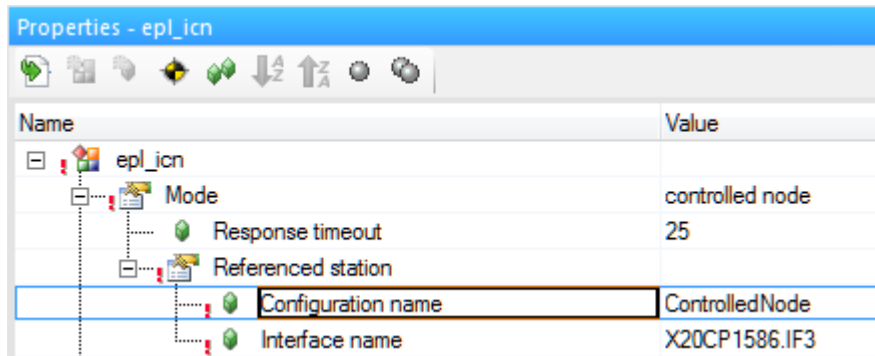 Properties - epl_icn
Name Value
epl_icn
Mode controlled node
Response timeout 25
Referenced station
Configuration name ControlledNode
Interface name X20CP1586.IF3